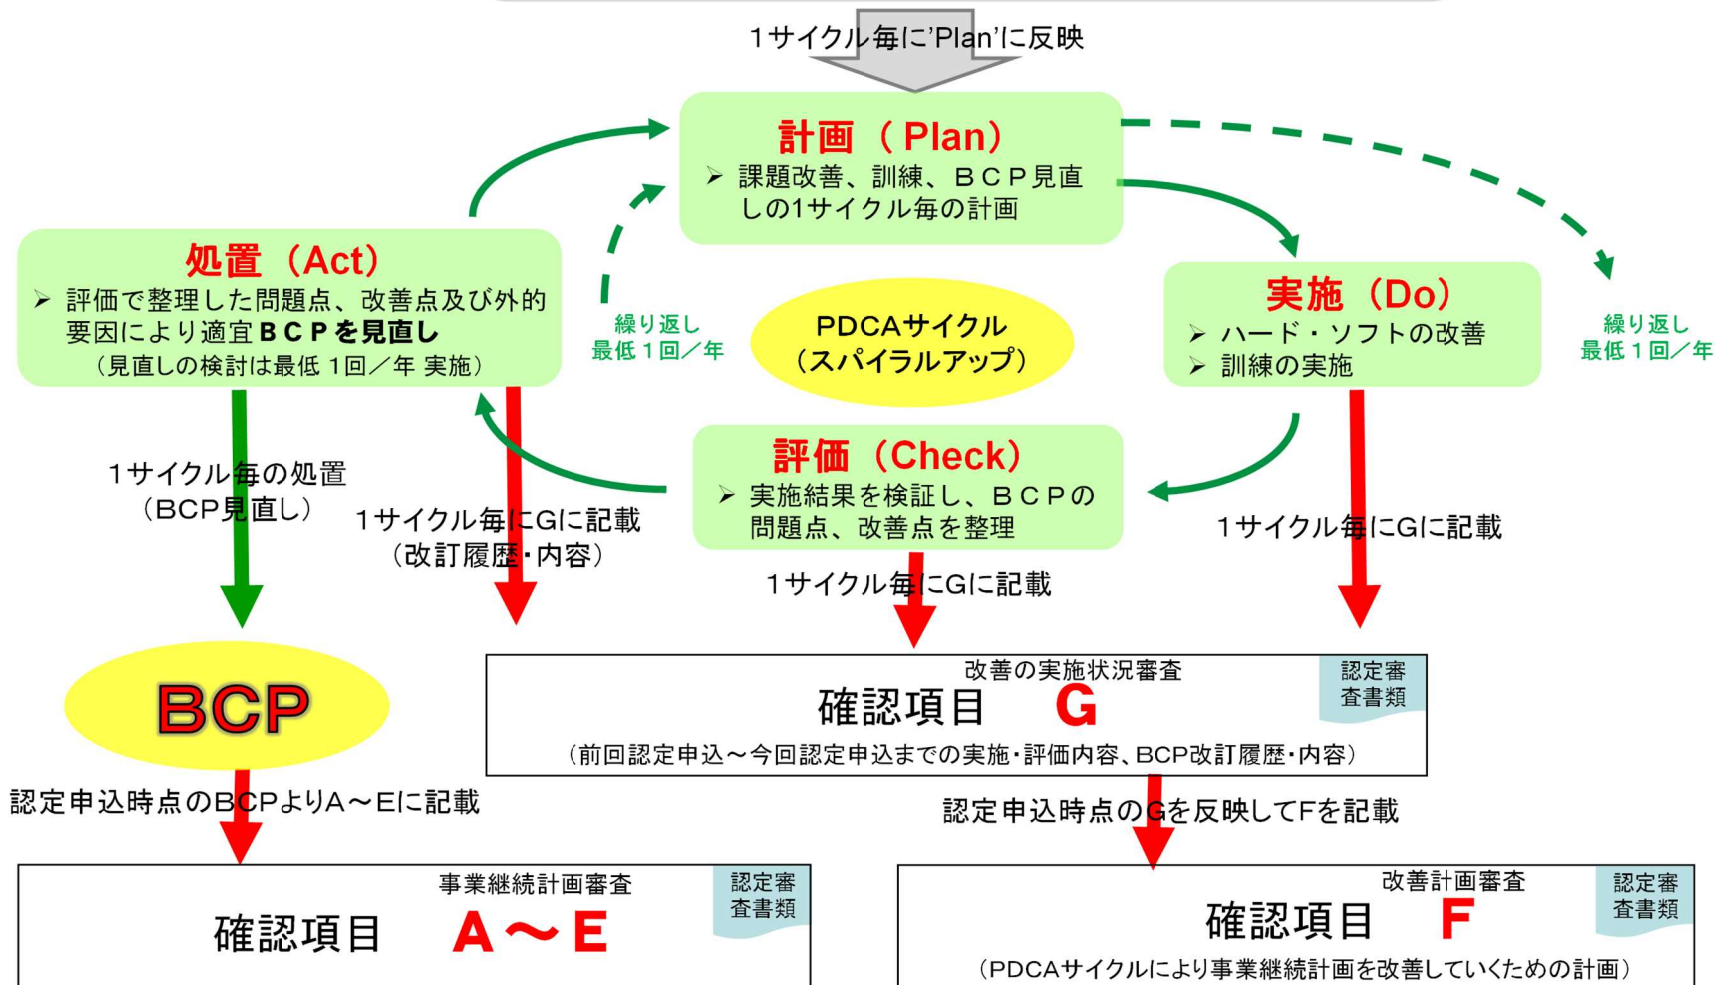 1サイクル毎に'Plan'に反映
計画（ Plan）
➢ 課題改善、訓練、ＢＣＰ見直
しの1サイクル毎の計画
処置（Act）
➢ 評価で整理した問題点、改善点及び外的
要因により適宜ＢＣＰを見直し
（見直しの検討は最低 1回／年 実施）
繰り返し
最低１回／年
PDCAサイクル
（スパイラルアップ）
実施（Do）
➢ ハード・ソフトの改善
➢ 訓練の実施
繰り返し
最低１回／年
評価（Check）
➢ 実施結果を検証し、ＢＣＰの
問題点、改善点を整理
1サイクル毎の処置
（BCP見直し）
1サイクル毎にGに記載
（改訂履歴・内容）
1サイクル毎にGに記載
1サイクル毎にGに記載
BCP
改善の実施状況審査
確認項目　G
認定審
査書類
（前回認定申込～今回認定申込までの実施・評価内容、BCP改訂履歴・内容）
認定申込時点のBCPよりA～Eに記載
認定申込時点のGを反映してFを記載
事業継続計画審査
確認項目　A～E
認定審
査書類
改善計画審査
確認項目　F
認定審
査書類
（PDCAサイクルにより事業継続計画を改善していくための計画）